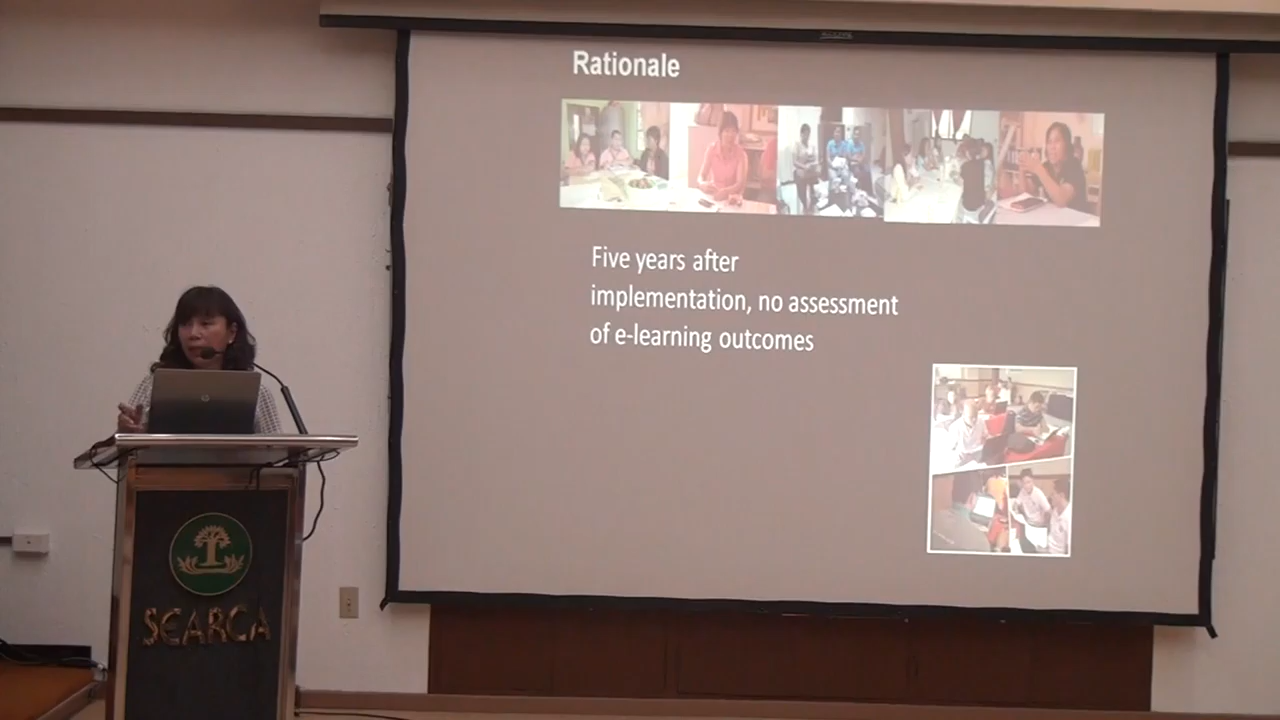 Rationale
Five years after
implementation, no assessment
of e-learning outcomes
SEARCA